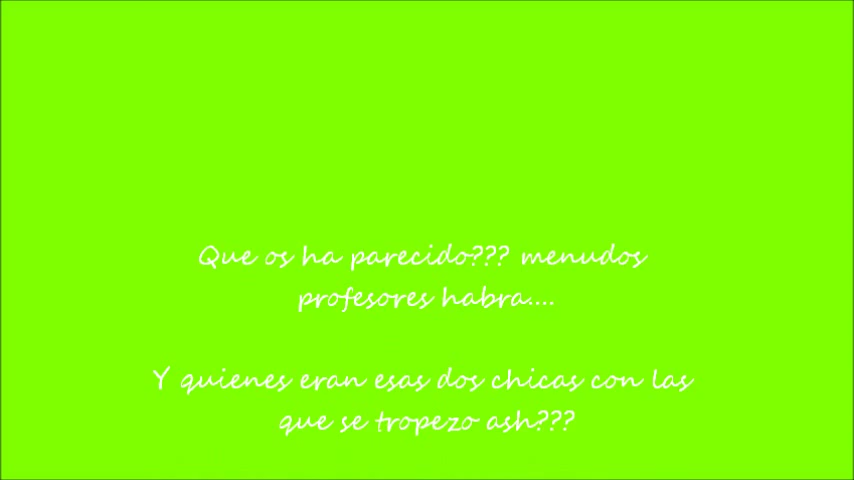 Que os ha parecido??? menudos
profesores habra....
Y quienes eran esas dos chicas con las
que se tropezo ash???